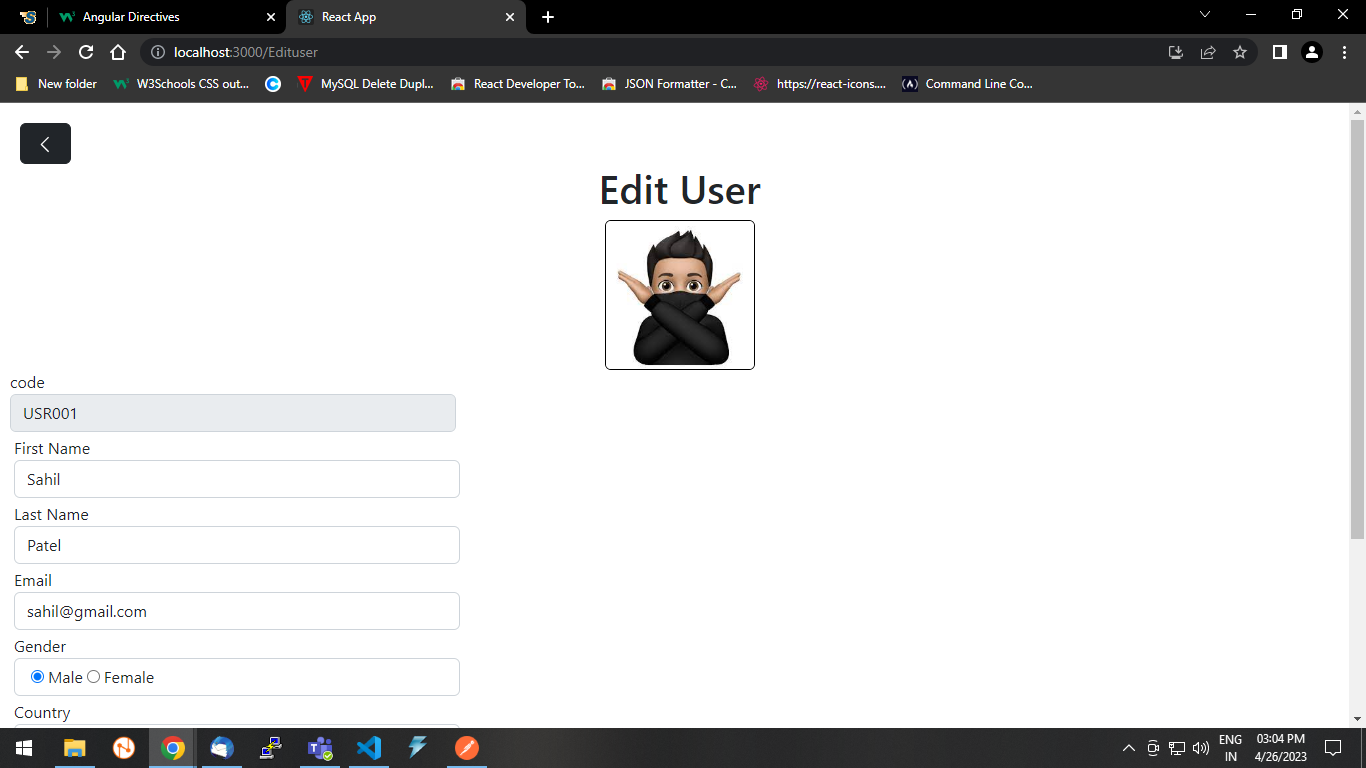 Angular Directives
React App
localhost:3000/Edituser
New folder
W3Schools CSS out...
MySQL Delete Dupl...
React Developer To...
JSON Formatter - C...
https://react-icons....
Command Line Co...
Edit User
code
USR001
First Name
Sahil
Last Name
Patel
Email
sahil@gmail.com
Gender
Male Female
Country
ENG
IN
03:04 PM
4/26/2023